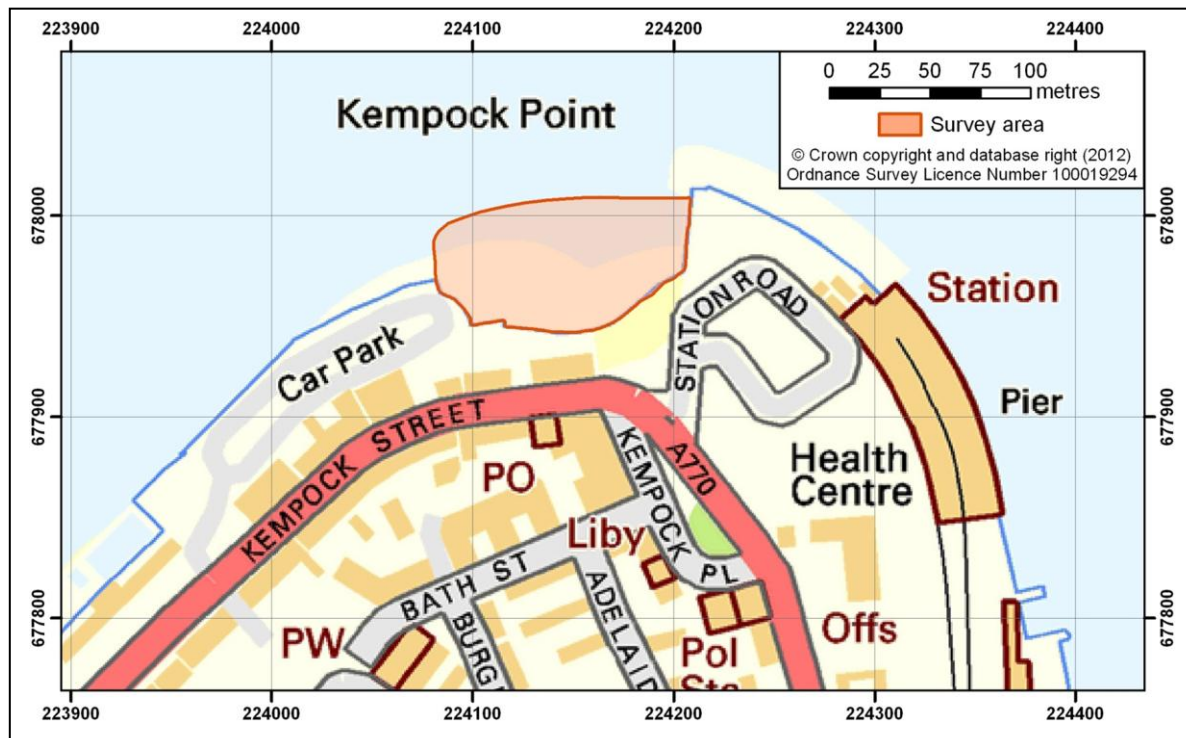 223900 224000 224100 224200 224300 224400
0 25 50 75 100
metres
Survey area
© Crown copyright and database right (2012)
Ordnance Survey Licence Number 100019294
Kempock Point
678000
678000
Station
STATION ROAD
Car Park
Pier
677900
677900
KEMPOCK STREET
A770
Health
Centre
PO
KEMPOCK PL
Liby
BATH ST
ADELAID
BURG
677800
677800
PW
Offs
Pol
Sta
223900 224000 224100 224200 224300 224400